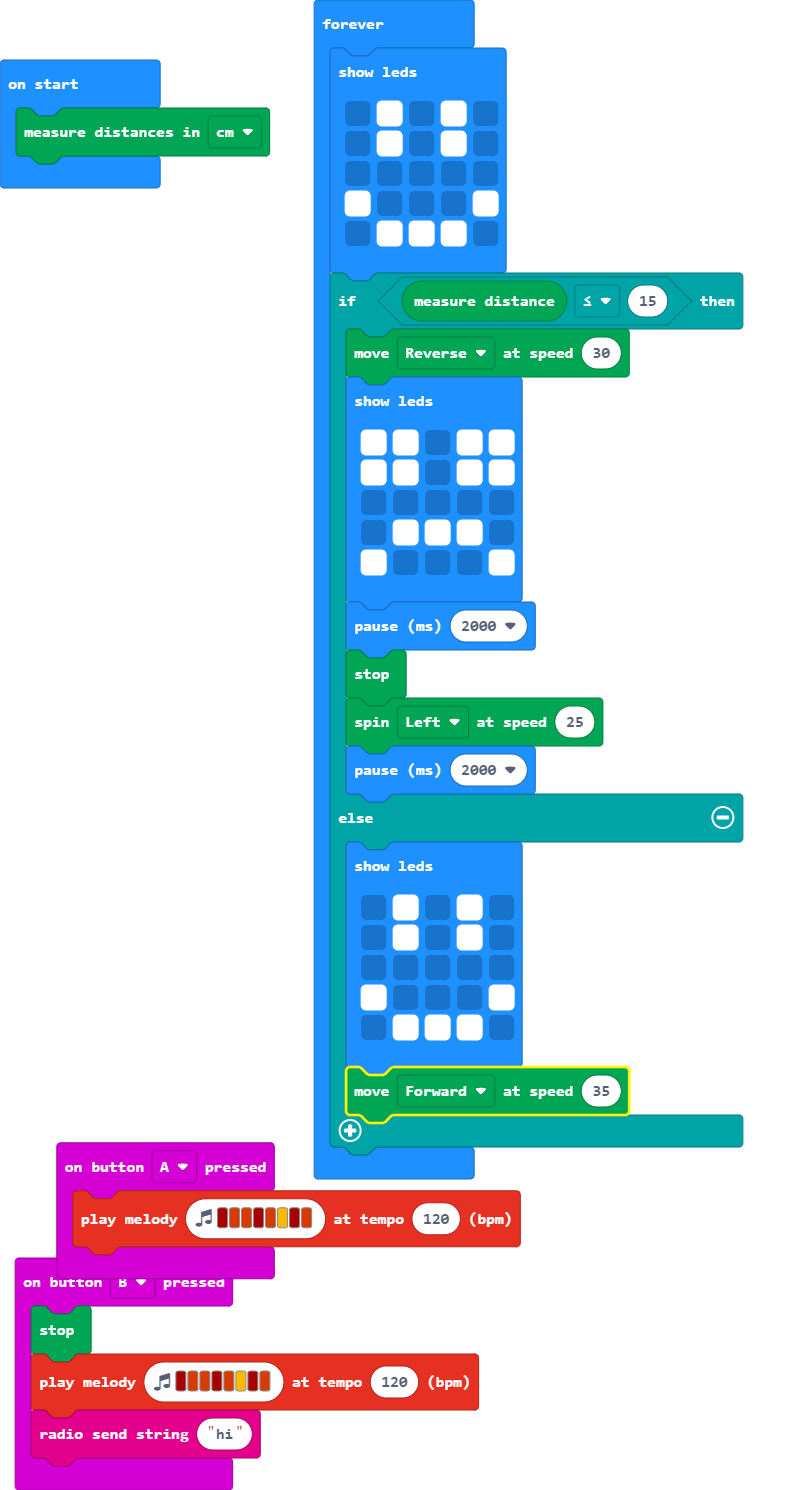 on start
measure distances in cm
forever
show leds
if measure distance ≤ 15 then
move Reverse at speed 30
show leds
pause (ms) 2000
stop
spin Left at speed 25
pause (ms) 2000
else
show leds
move Forward at speed 35
on button A pressed
play melody at tempo 120 (bpm)
on button B pressed
stop
play melody at tempo 120 (bpm)
radio send string "hi"